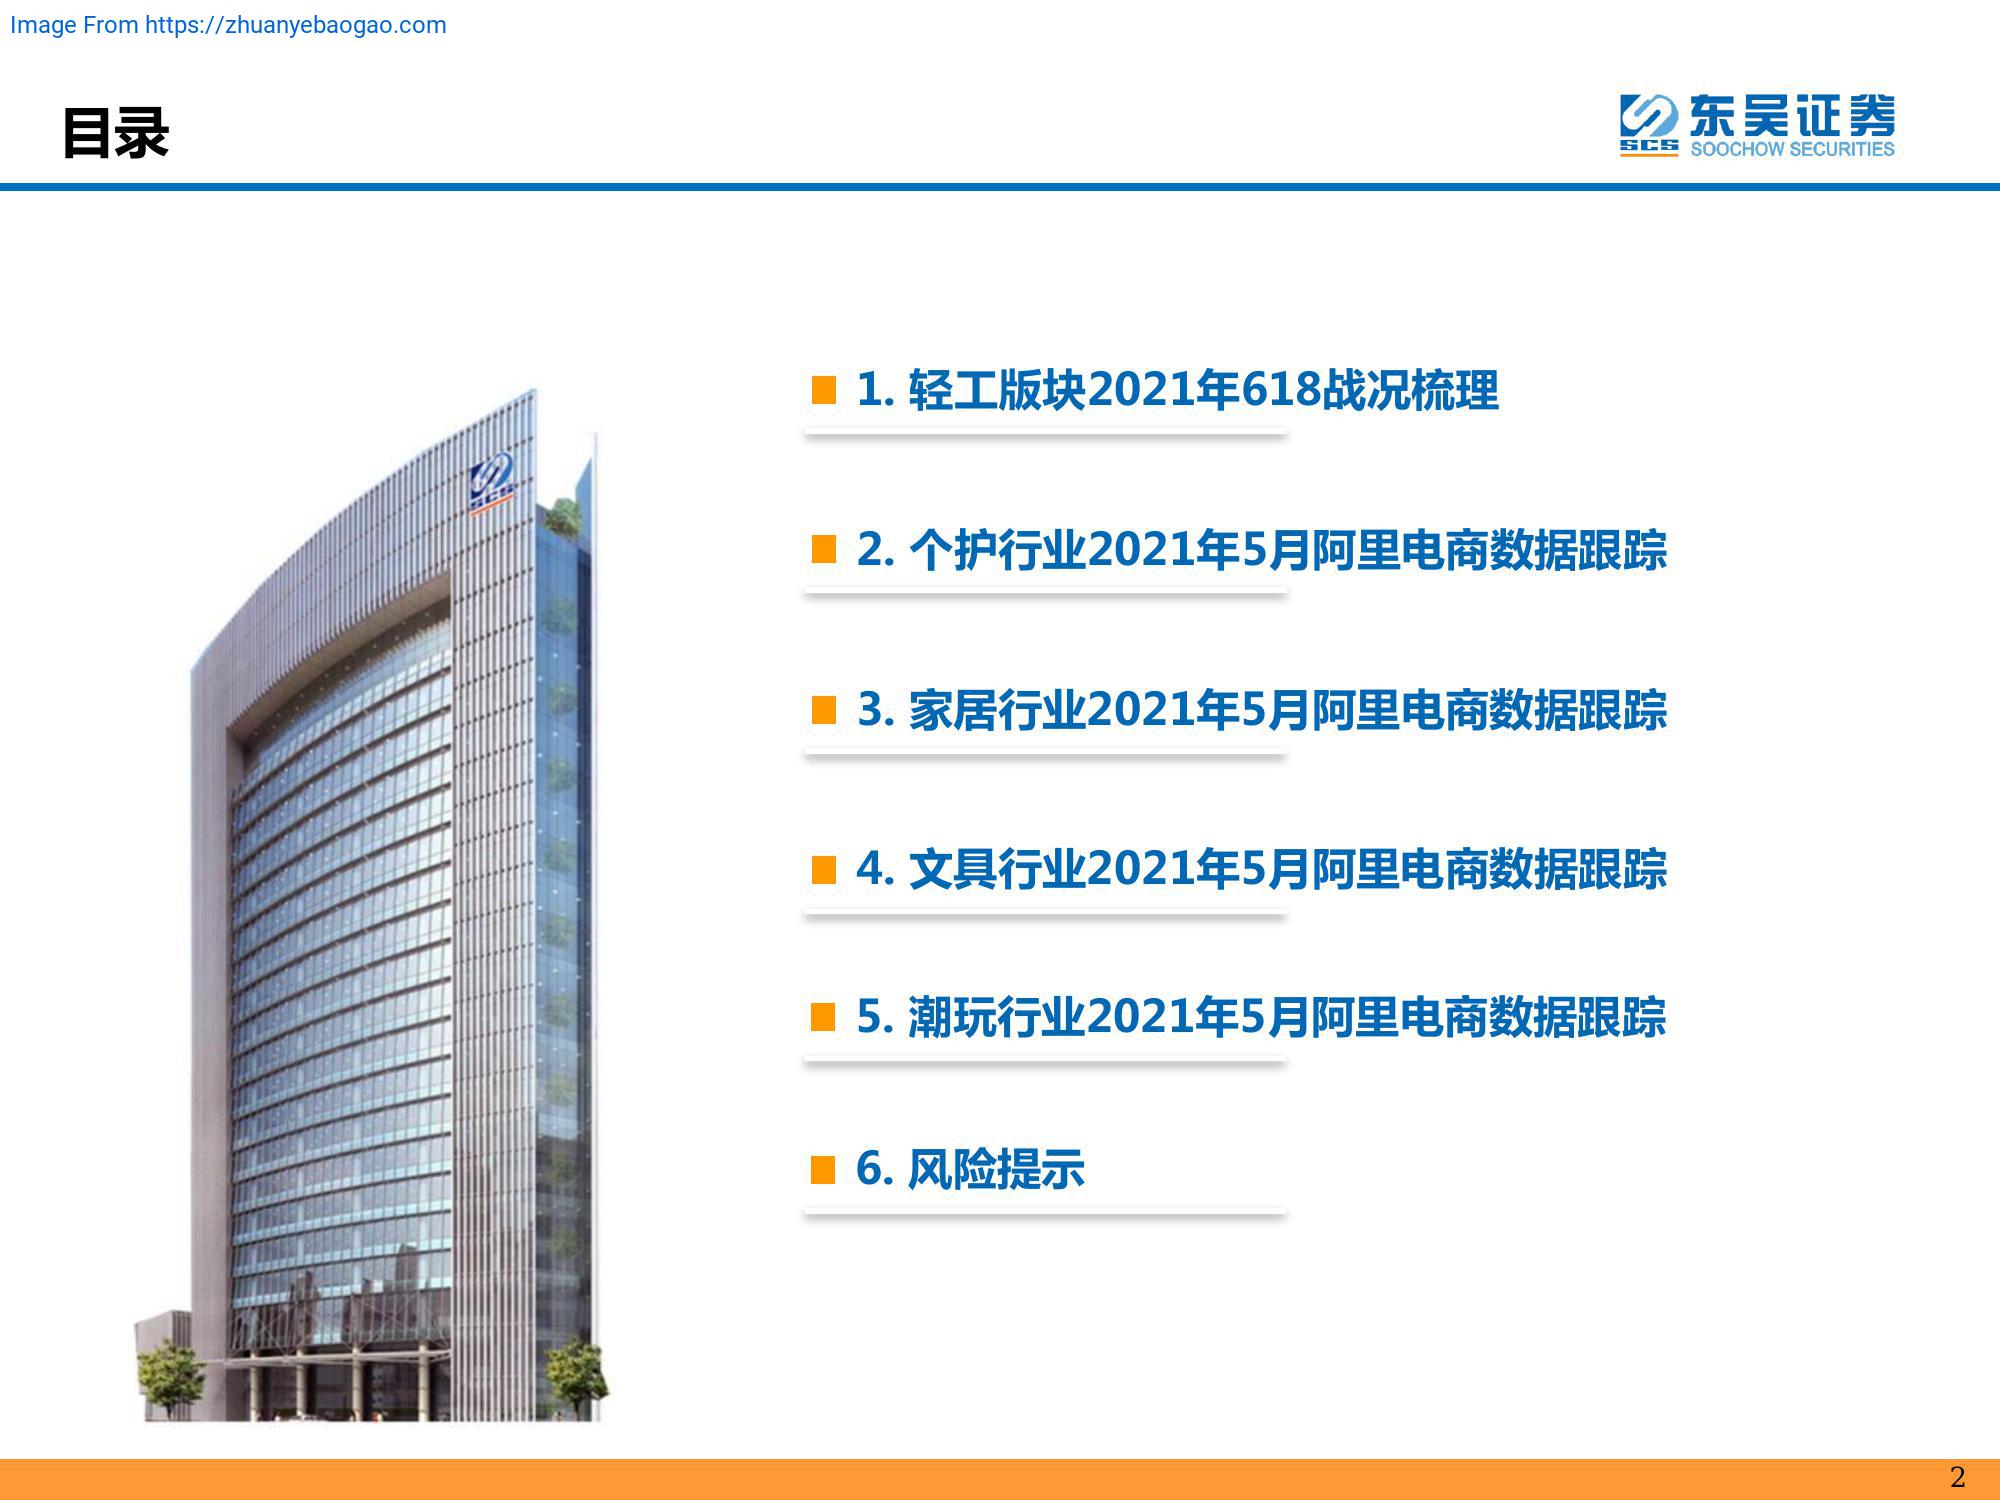 Image From https://zhuanyebaogao.com
目录
东吴证券
SCS
SOOCHOW SECURITIES
1. 轻工版块2021年618战况梳理
SCS
2. 个护行业2021年5月阿里电商数据跟踪
3. 家居行业2021年5月阿里电商数据跟踪
4. 文具行业2021年5月阿里电商数据跟踪
5. 潮玩行业2021年5月阿里电商数据跟踪
6. 风险提示
2